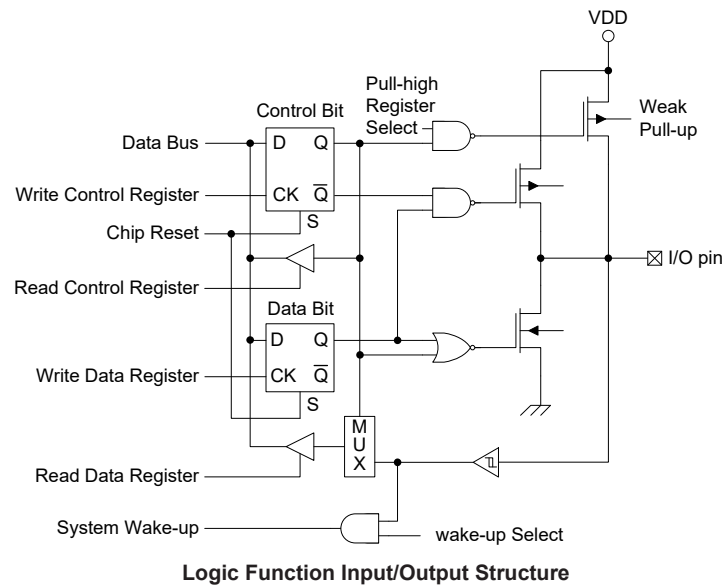 VDD
Pull-high
Register
Select
Control Bit
Weak
Pull-up
Data Bus
D Q
Write Control Register
CK Q
S
Chip Reset
I/O pin
Read Control Register
Data Bit
D Q
Write Data Register
CK Q
S
M
U
X
Read Data Register
System Wake-up
wake-up Select
Logic Function Input/Output Structure